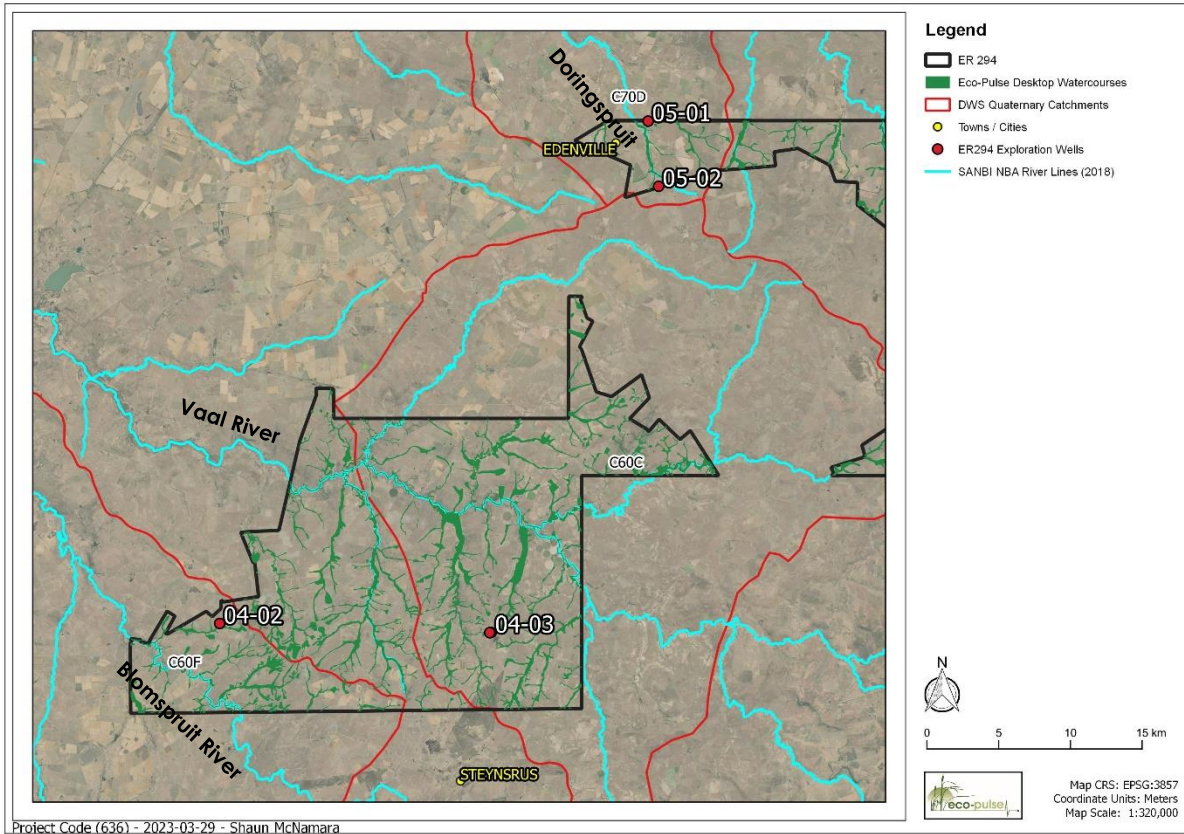 Doringspruit
C70D
05-01
EDENVILLE
05-02
Vaal River
C60C
04-02
04-03
C60F
Blomspruit River
STEYNSRUS
Project Code (636) - 2023-03-29 - Shaun McNamara
Legend
ER 294
Eco-Pulse Desktop Watercourses
DWS Quaternary Catchments
Towns / Cities
ER294 Exploration Wells
SANBI NBA River Lines (2018)
N
0 5 10 15 km
eco-pulse
Map CRS: EPSG:3857
Coordinate Units: Meters
Map Scale: 1:320,000